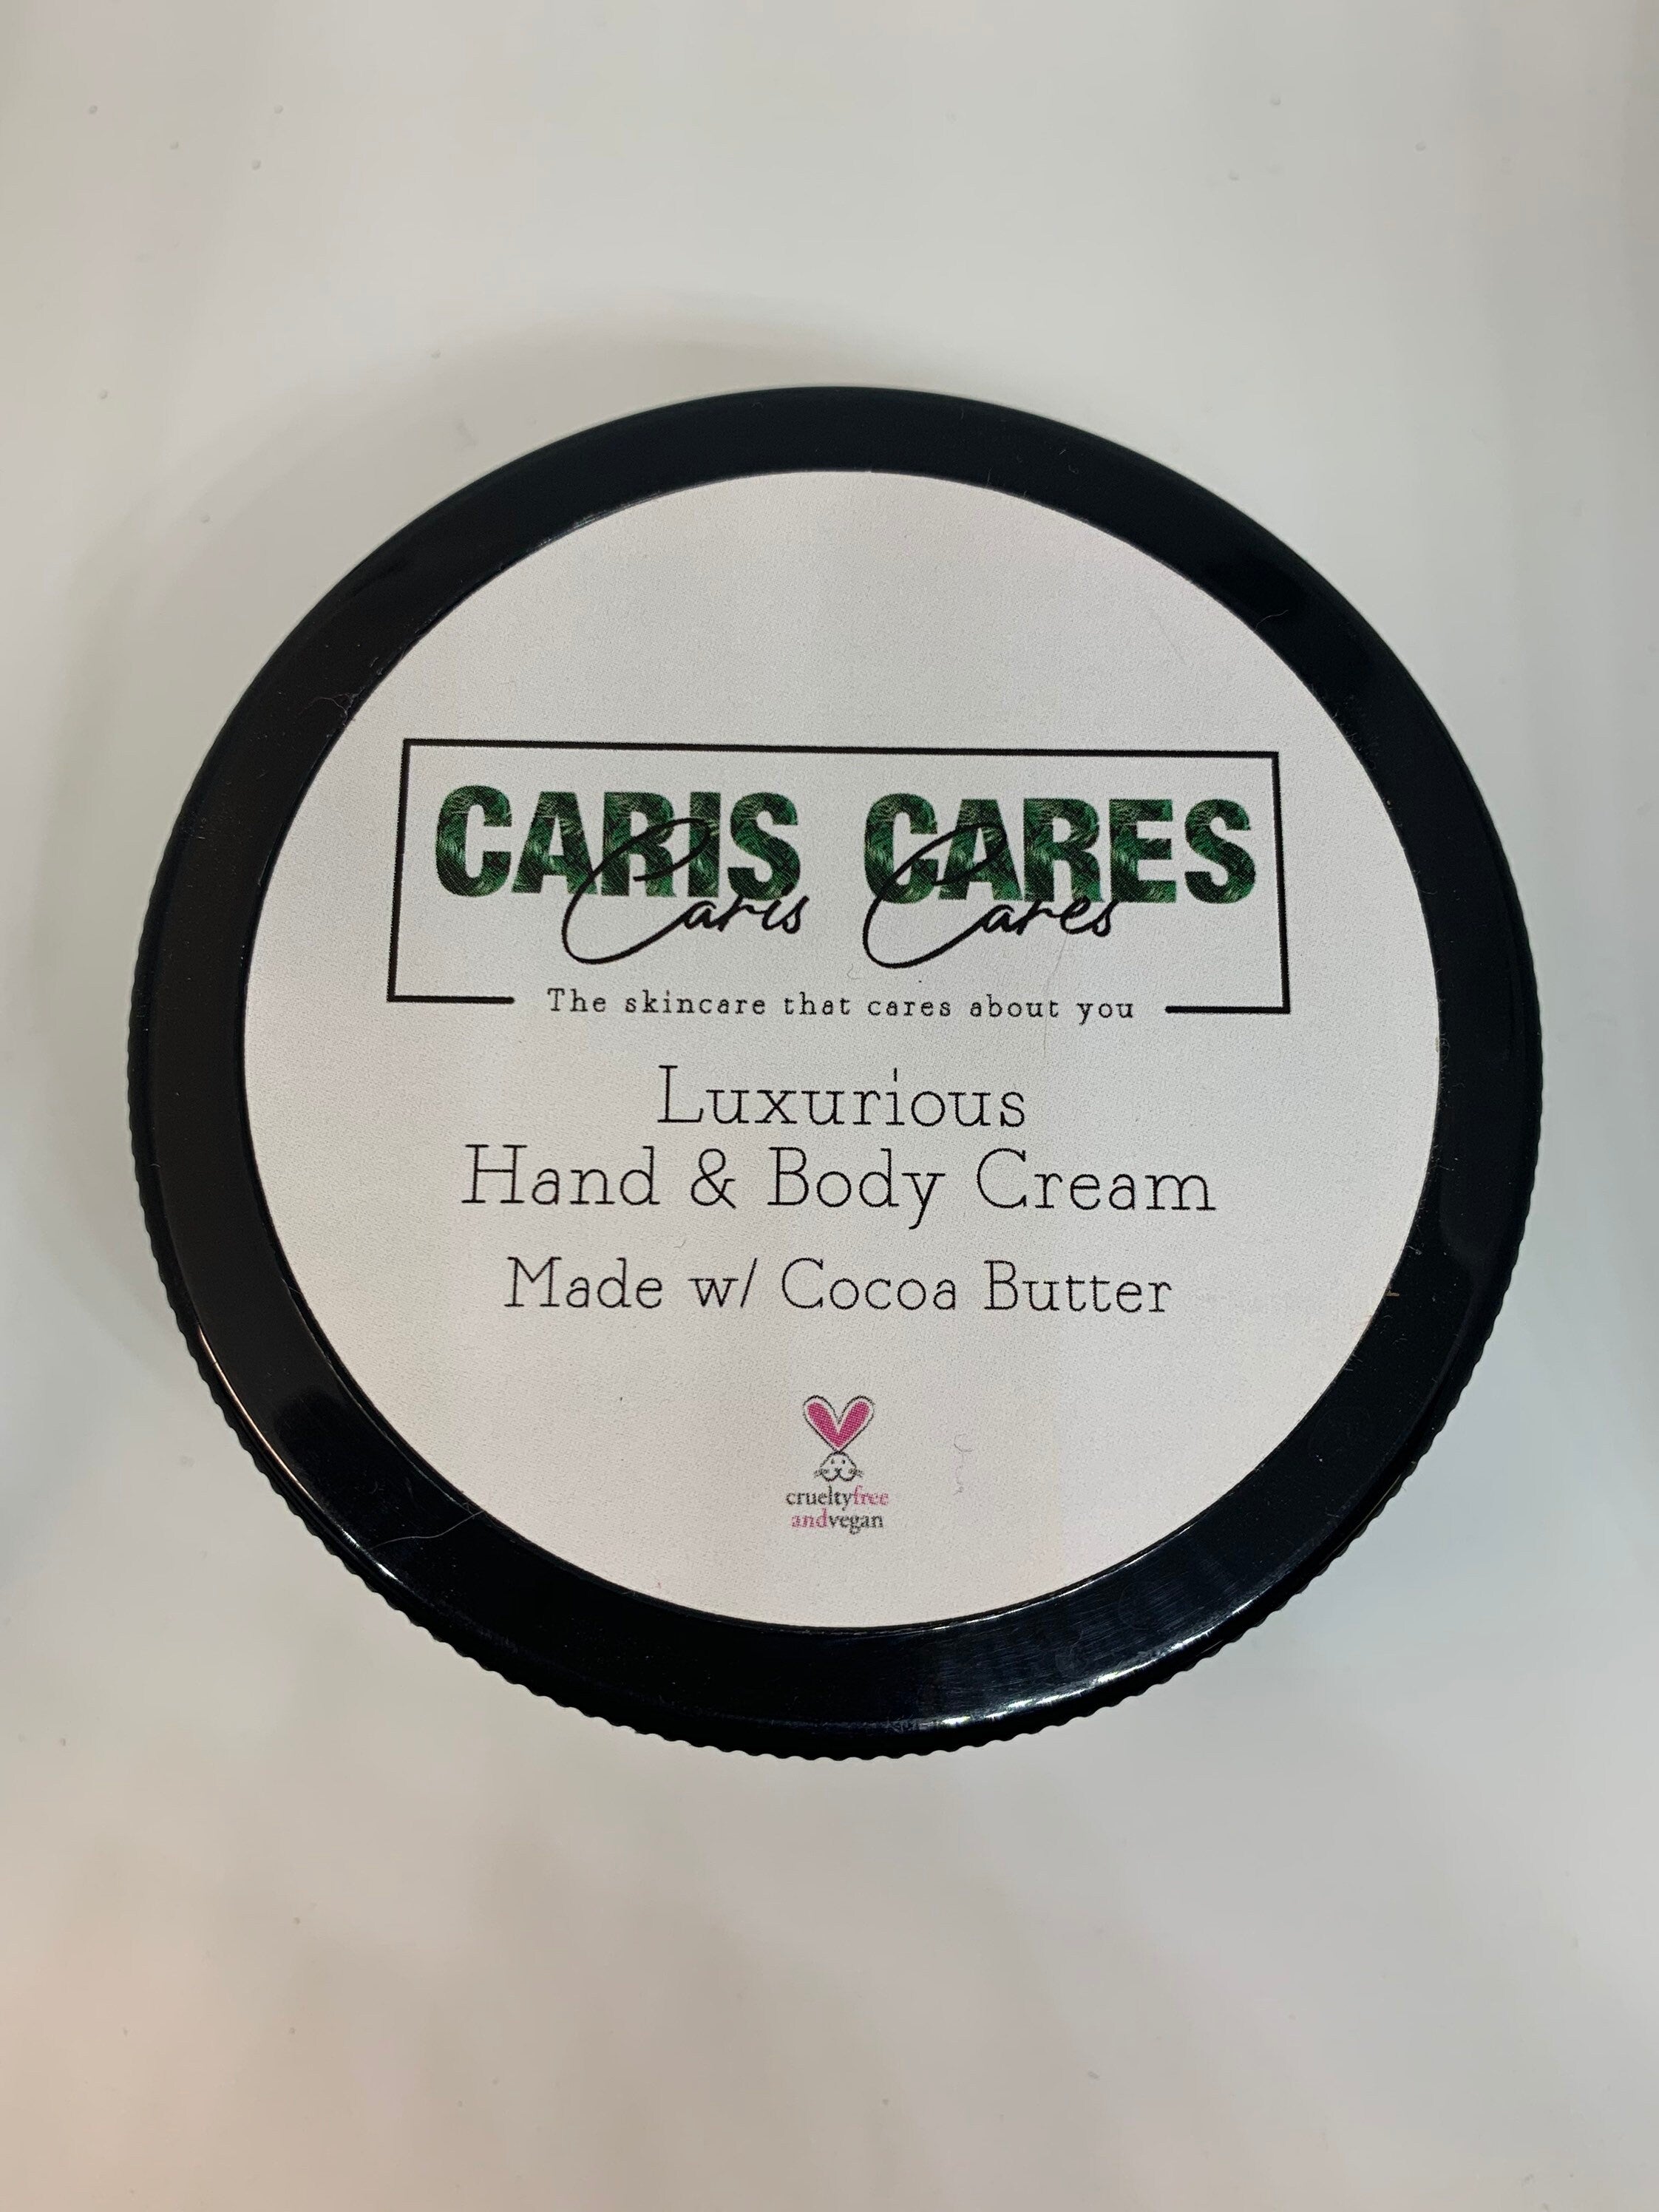 CARIS CARES
Caris Cares
The skincare that cares about you
Luxurious
Hand & Body Cream
Made w/ Cocoa Butter
crueltyfree
andvegan